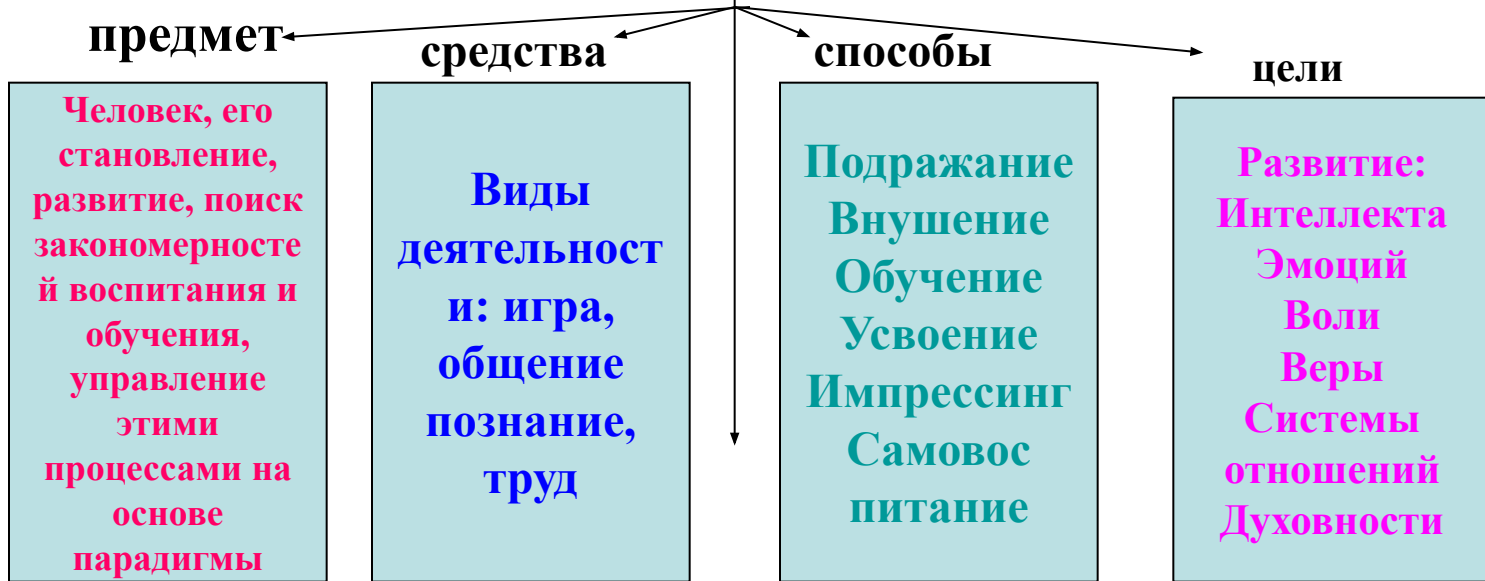 предмет
Человек, его
становление,
развитие, поиск
закономерносте
й воспитания и
обучения,
управление
этими
процессами на
основе
парадигмы
средства
Виды
деятельност
и: игра,
общение
познание,
труд
способы
Подражание
Внушение
Обучение
Усвоение
Импрессинг
Самовос
питание
цели
Развитие:
Интеллекта
Эмоций
Воли
Веры
Системы
отношений
Духовности